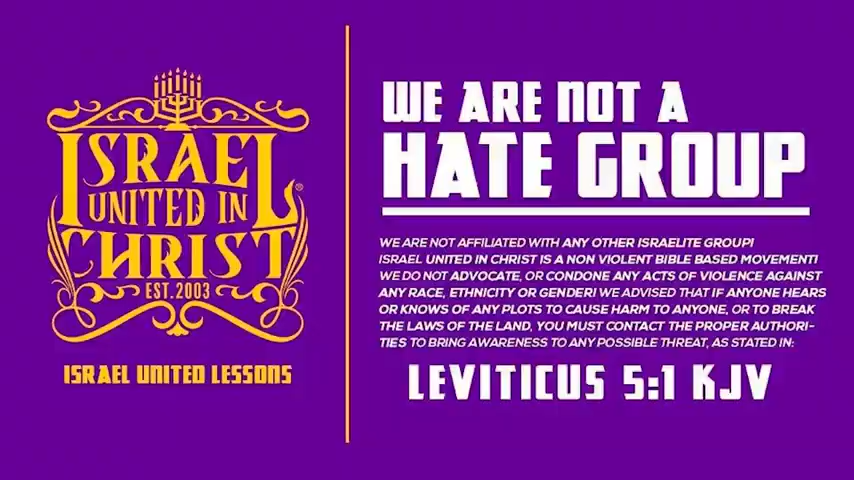 ISRAEL
UNITED IN
CHRIST
EST.2003
®
ISRAEL UNITED LESSONS
WE ARE NOT A
HATE GROUP
WE ARE NOT AFFILIATED WITH ANY OTHER ISRAELITE GROUP!
ISRAEL UNITED IN CHRIST IS A NON VIOLENT BIBLE BASED MOVEMENT!
WE DO NOT ADVOCATE, OR CONDONE ANY ACTS OF VIOLENCE AGAINST
ANY RACE, ETHNICITY OR GENDER! WE ADVISED THAT IF ANYONE HEARS
OR KNOWS OF ANY PLOTS TO CAUSE HARM TO ANYONE, OR TO BREAK
THE LAWS OF THE LAND, YOU MUST CONTACT THE PROPER AUTHORI-
TIES TO BRING AWARENESS TO ANY POSSIBLE THREAT, AS STATED IN:
LEVITICUS 5:1 KJV